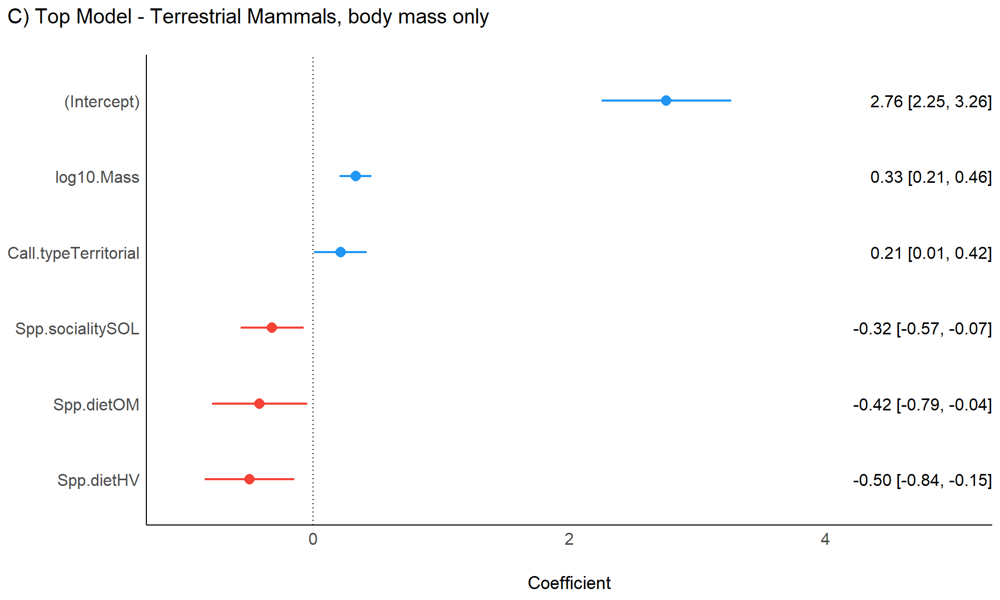 C) Top Model - Terrestrial Mammals, body mass only
(Intercept) 2.76 [2.25, 3.26]
log10.Mass 0.33 [0.21, 0.46]
Call.typeTerritorial 0.21 [0.01, 0.42]
Spp.socialitySOL -0.32 [-0.57, -0.07]
Spp.dietOM -0.42 [-0.79, -0.04]
Spp.dietHV -0.50 [-0.84, -0.15]
0 2 4
Coefficient